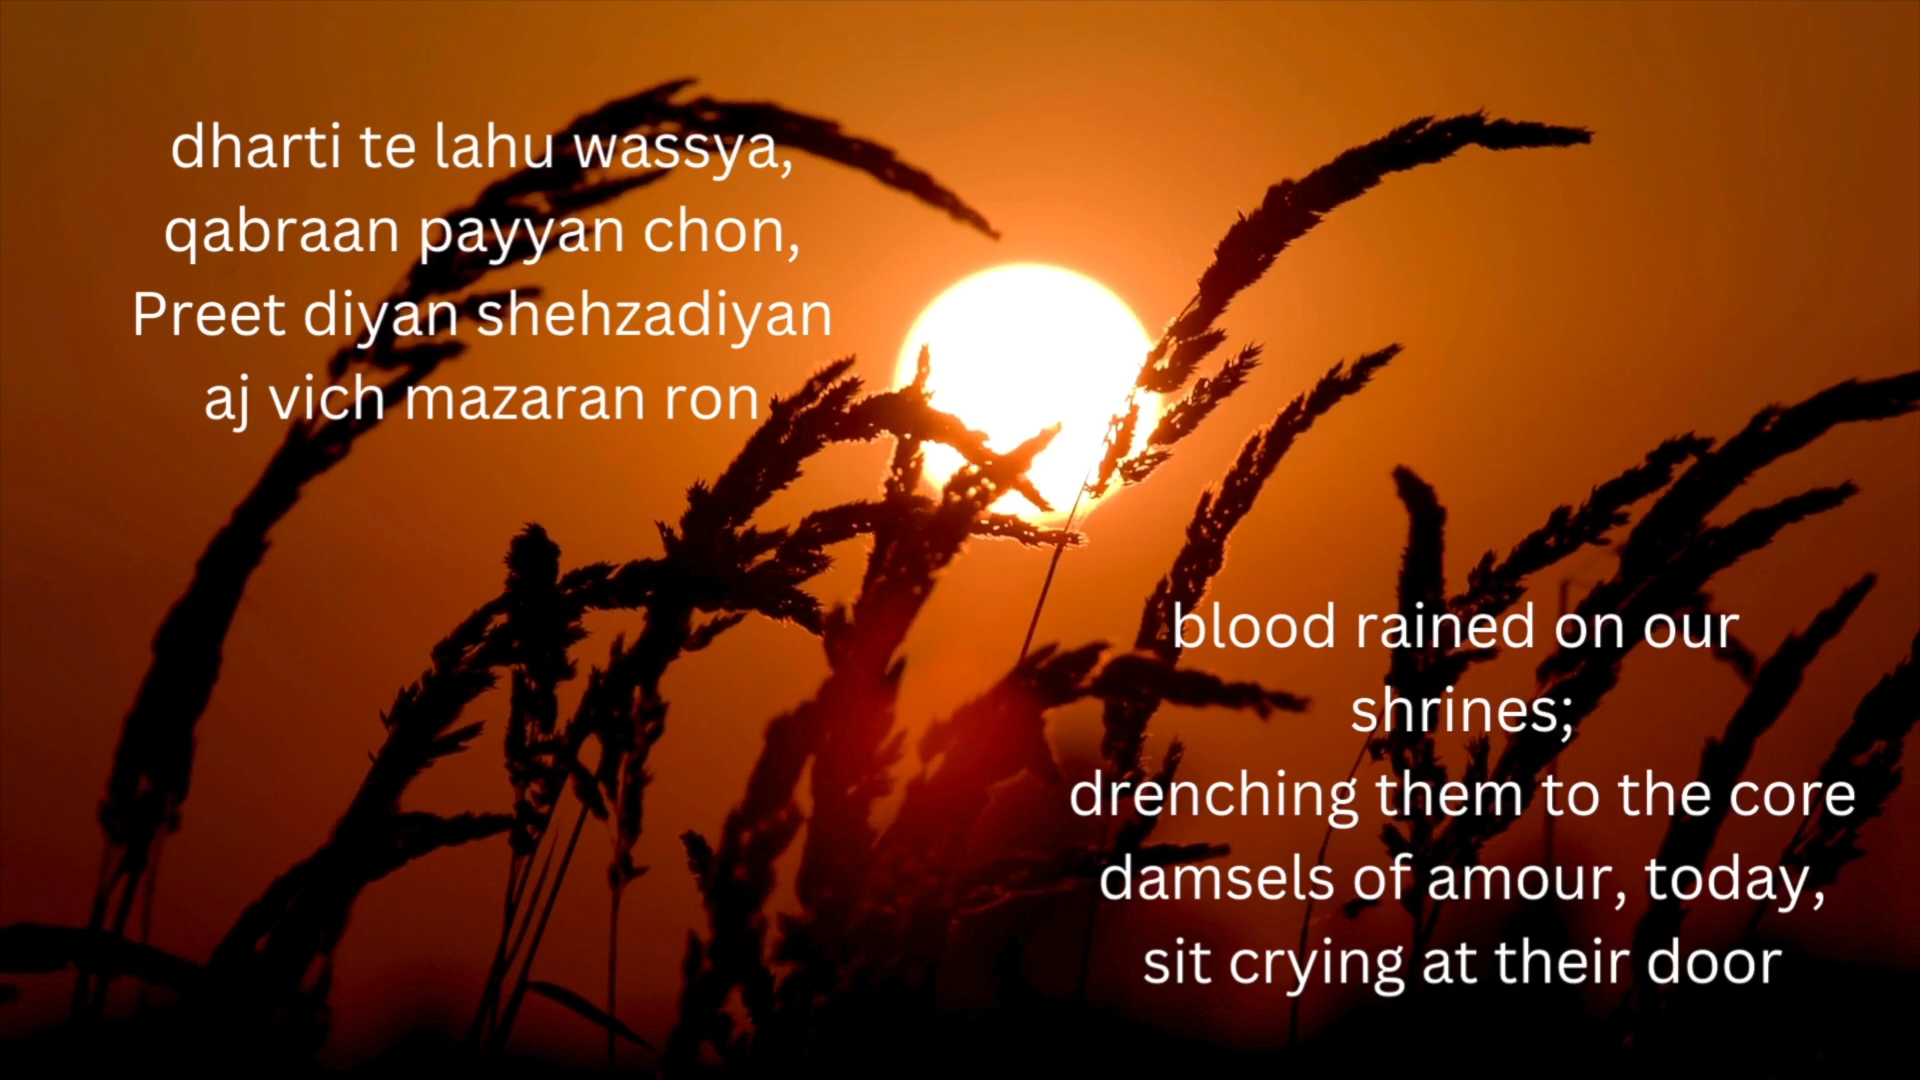 dharti te lahu wassya,
qabraan payyan chon,
Preet diyan shehzadiyan
aj vich mazaran ron
blood rained on our
shrines;
drenching them to the core
damsels of amour, today,
sit crying at their door